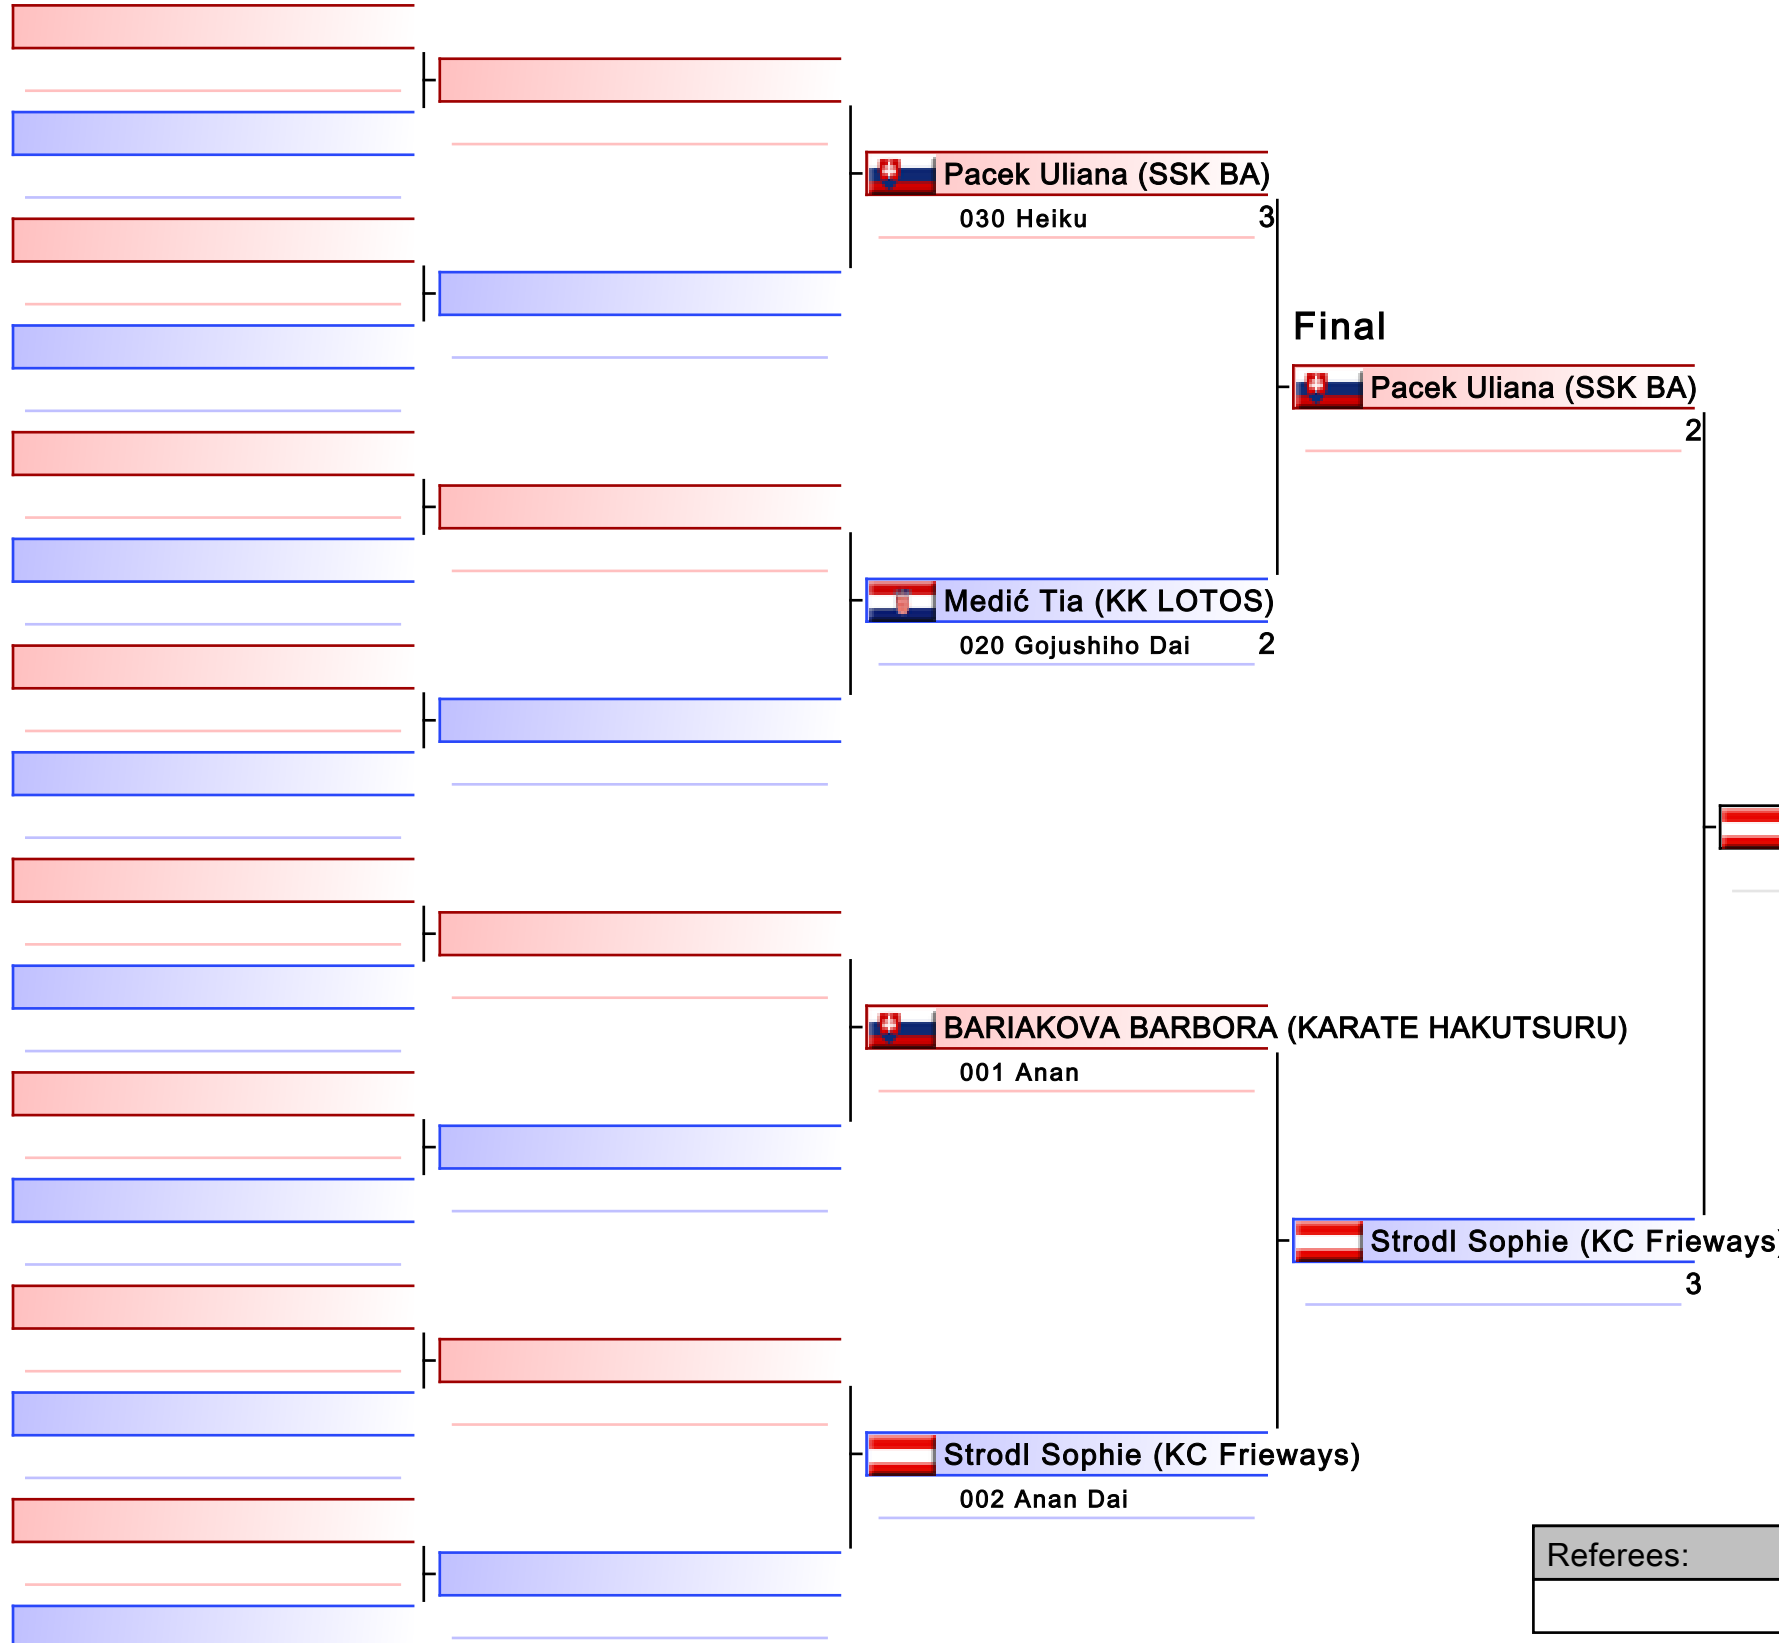 Pacek Uliana (SSK BA)
030 Heiku 3
Final
Pacek Uliana (SSK BA)
2
Medić Tia (KK LOTOS)
020 Gojushiho Dai 2
BARIAKOVA BARBORA (KARATE HAKUTSURU)
001 Anan
Strodl Sophie (KC Frieways)
3
Strodl Sophie (KC Frieways)
002 Anan Dai
Referees: